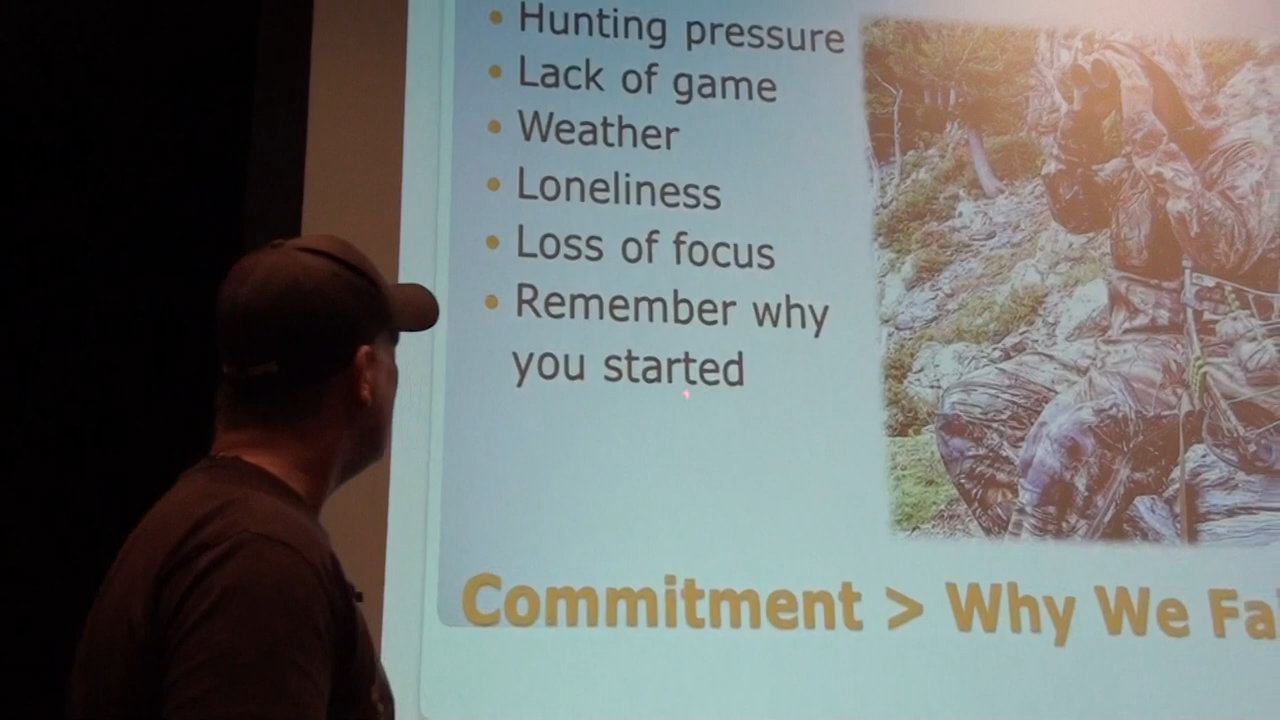 Hunting pressure
Lack of game
Weather
Loneliness
Loss of focus
Remember why
you started
Commitment > Why We Fa